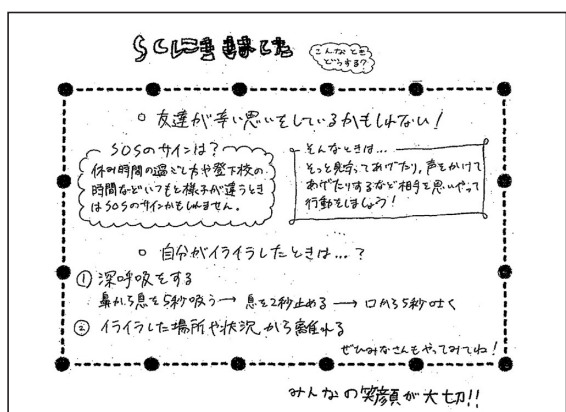 こんなとき
どうする?
○ 友達が辛い思いをしているかもしれない!
SOSのサインは?
休み時間の過ごし方や登下校の
時間などいつもと様子が違うとき
はSOSのサインかもしれません。
そんなときは…
そっと見守ってあげたり,声をかけて
あげたりするなど相手を思いやって
行動をしましょう!
○ 自分がイライラしたときは…?
① 深呼吸をする
鼻から息を5秒吸う→息を2秒止める→口から5秒吐く
② イライラした場所や状況から離れる
ぜひみなさんもやってみてね!
みんなの笑顔が大切!!